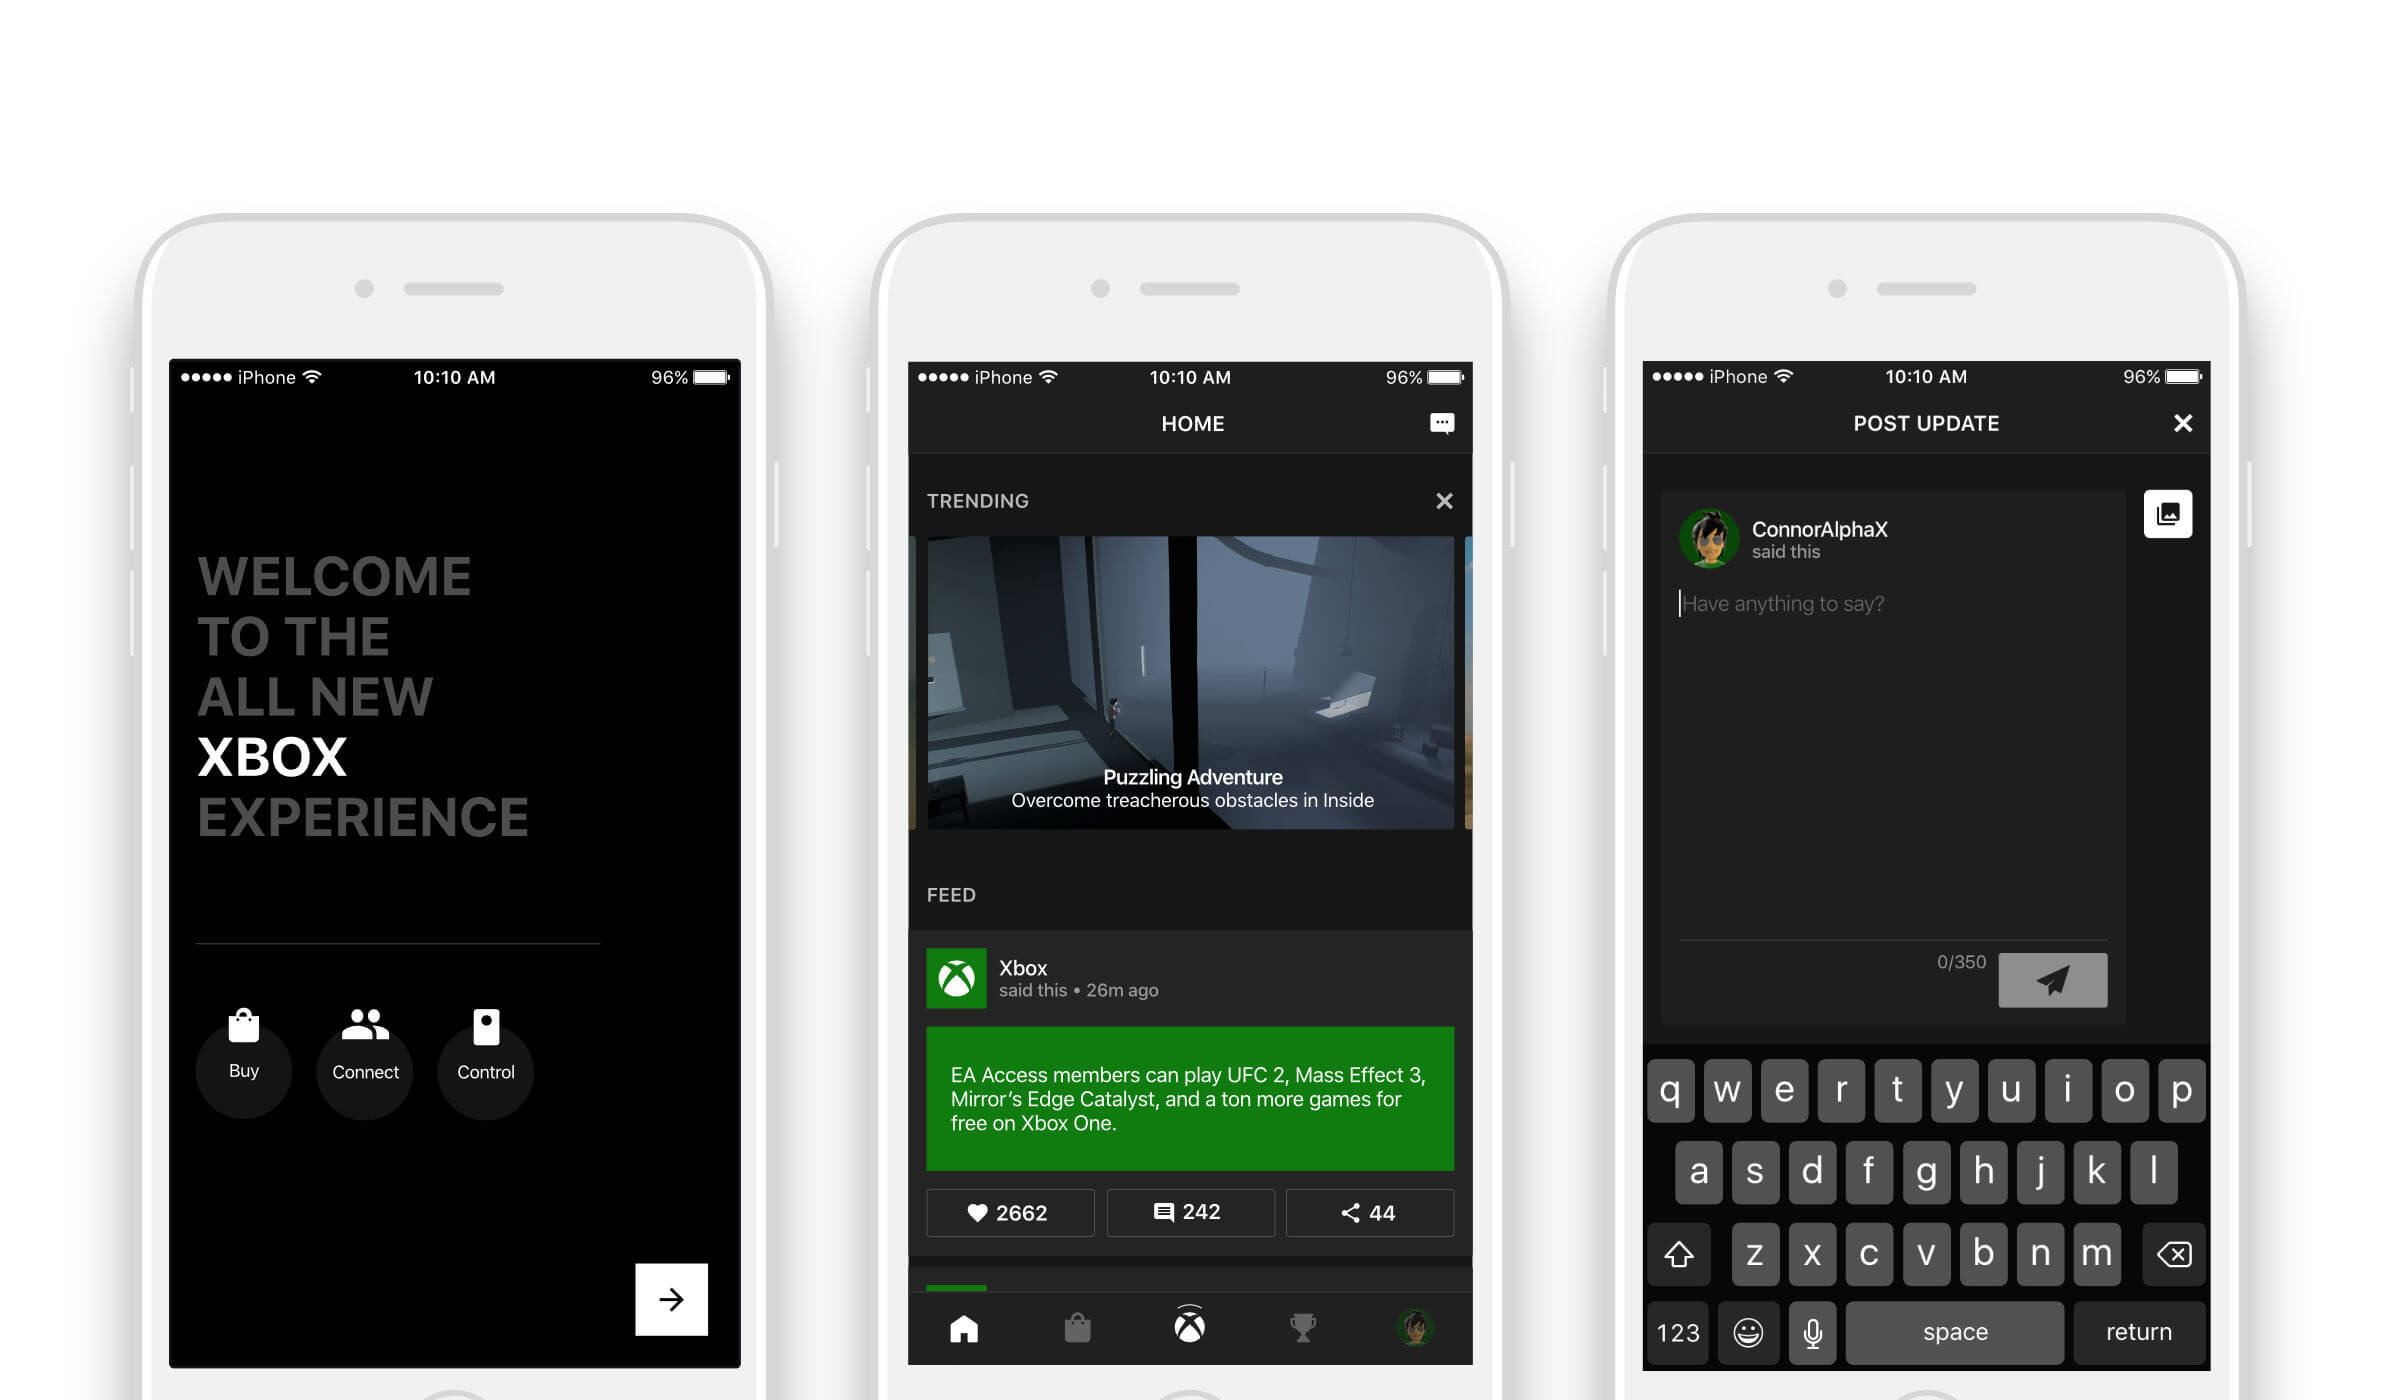 iPhone 10:10 AM 96%
WELCOME
TO THE
ALL NEW
XBOX
EXPERIENCE
Buy Connect Control
iPhone 10:10 AM 96%
HOME
TRENDING
Puzzling Adventure
Overcome treacherous obstacles in Inside
FEED
Xbox
said this • 26m ago
EA Access members can play UFC 2, Mass Effect 3,
Mirror's Edge Catalyst, and a ton more games for
free on Xbox One.
2662 242 44
iPhone 10:10 AM 96%
POST UPDATE
ConnorAlphaX
said this
Have anything to say?
0/350
q w e r t y u i o p
a s d f g h j k l
z x c v b n m
123 space return